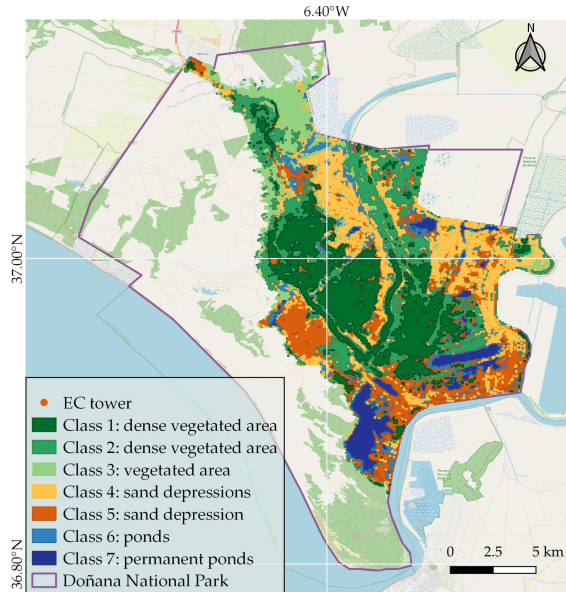 6.40°W
N
37.00°N
EC tower
Class 1: dense vegetated area
Class 2: dense vegetated area
Class 3: vegetated area
Class 4: sand depressions
Class 5: sand depression
Class 6: ponds
Class 7: permanent ponds
Doñana National Park
36.80°N
0 2.5 5 km